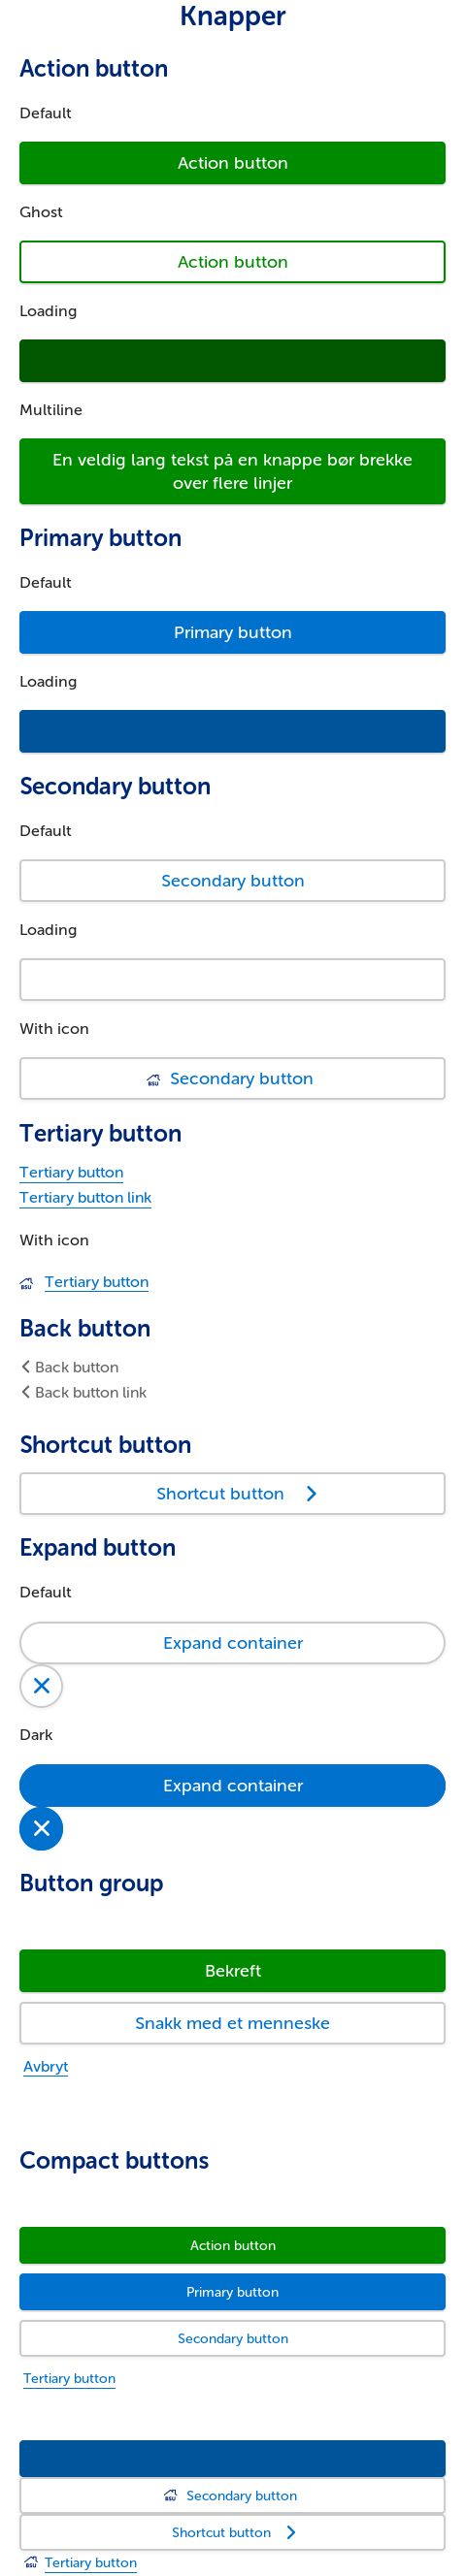 Knapper
Action button
Default
Action button
Ghost
Action button
Loading
Multiline
En veldig lang tekst på en knappe bør brekke
over flere linjer
Primary button
Default
Primary button
Loading
Secondary button
Default
Secondary button
Loading
With icon
BSU Secondary button
Tertiary button
Tertiary button
Tertiary button link
With icon
BSU Tertiary button
Back button
Back button
Back button link
Shortcut button
Shortcut button
Expand button
Default
Expand container
Dark
Expand container
Button group
Bekreft
Snakk med et menneske
Avbryt
Compact buttons
Action button
Primary button
Secondary button
Tertiary button
BSU Secondary button
Shortcut button
BSU Tertiary button